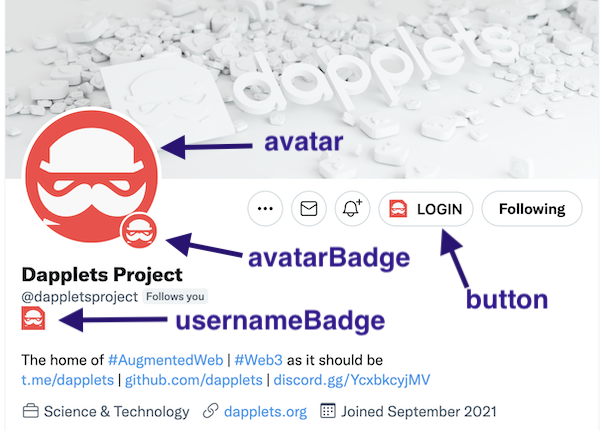 dapplets
avatar
LOGIN
Following
avatarBadge
Dapplets Project
button
@dappletsproject Follows you
usernameBadge
The home of #AugmentedWeb | #Web3 as it should be
t.me/dapplets | github.com/dapplets | discord.gg/YcxbkcyjMV
Science & Technology dapplets.org Joined September 2021